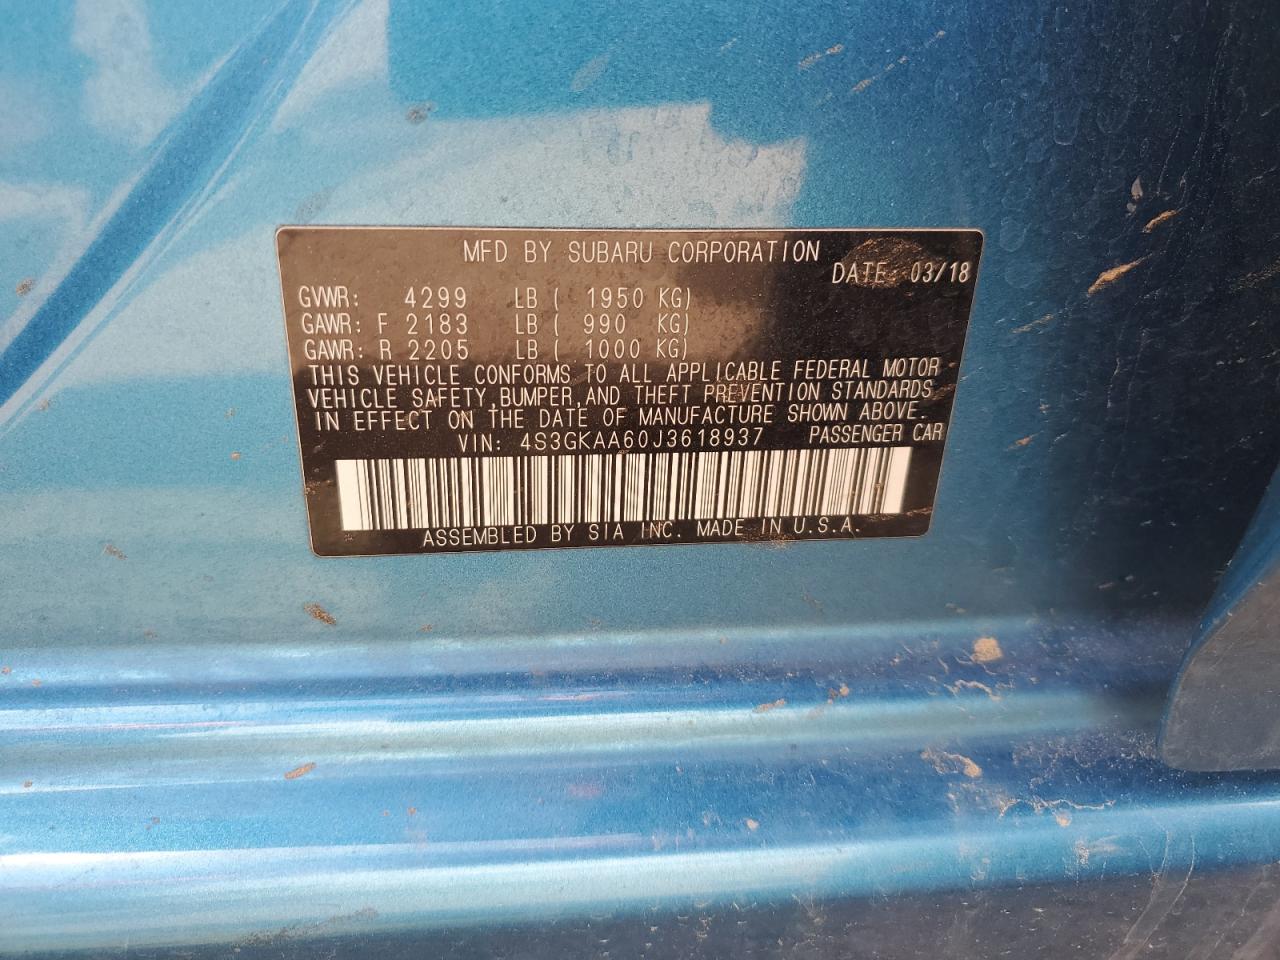 MFD BY SUBARU CORPORATION
DATE: 03/18
GVWR: 4299 LB ( 1950 KG)
GAWR: F 2183 LB ( 990 KG)
GAWR: R 2205 LB ( 1000 KG)
THIS VEHICLE CONFORMS TO ALL APPLICABLE FEDERAL MOTOR
VEHICLE SAFETY, BUMPER, AND THEFT PREVENTION STANDARDS
IN EFFECT ON THE DATE OF MANUFACTURE SHOWN ABOVE.
VIN: 4S3GKAA60J3618937 PASSENGER CAR
ASSEMBLED BY SIA INC. MADE IN U.S.A.